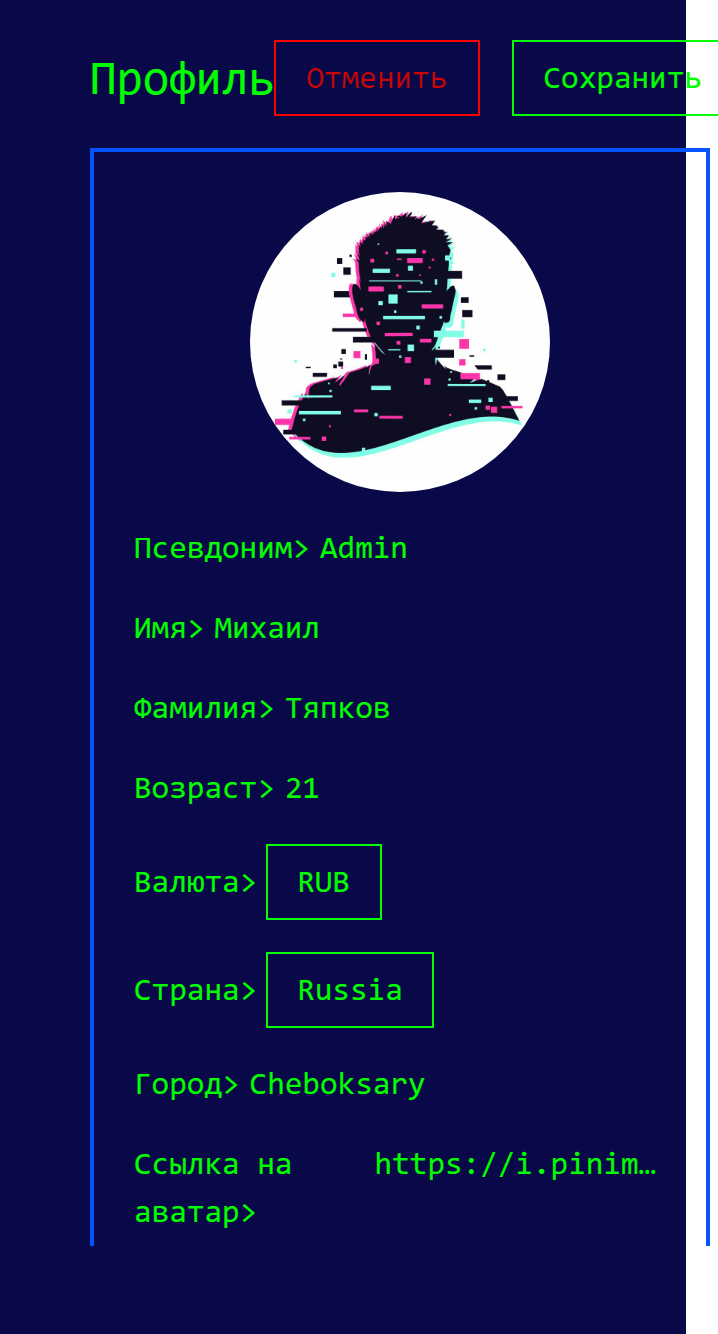 Профиль Отменить Сохранить
Псевдоним> Admin
Имя> Михаил
Фамилия> Тяпков
Возраст> 21
Валюта> RUB
Страна> Russia
Город> Cheboksary
Ссылка на https://i.pinim…
аватар>